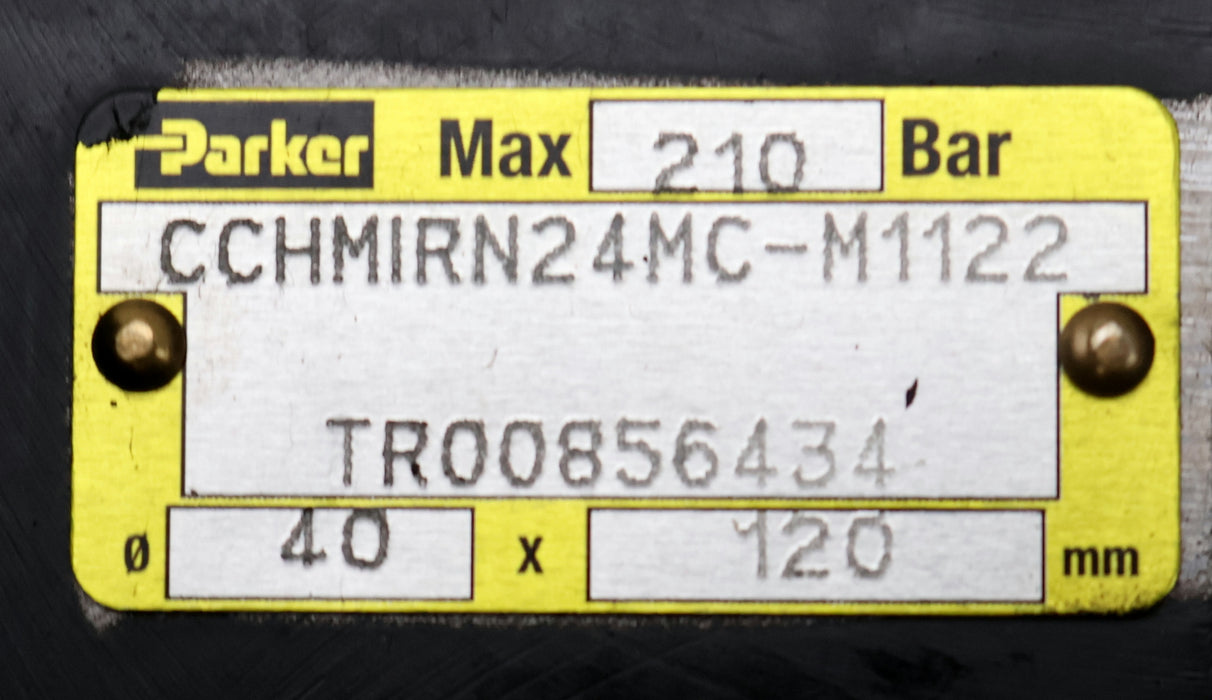 Parker Max 210 Bar
CCHMIRN24MC-M1122
TR00856434
ø 40 x 120 mm